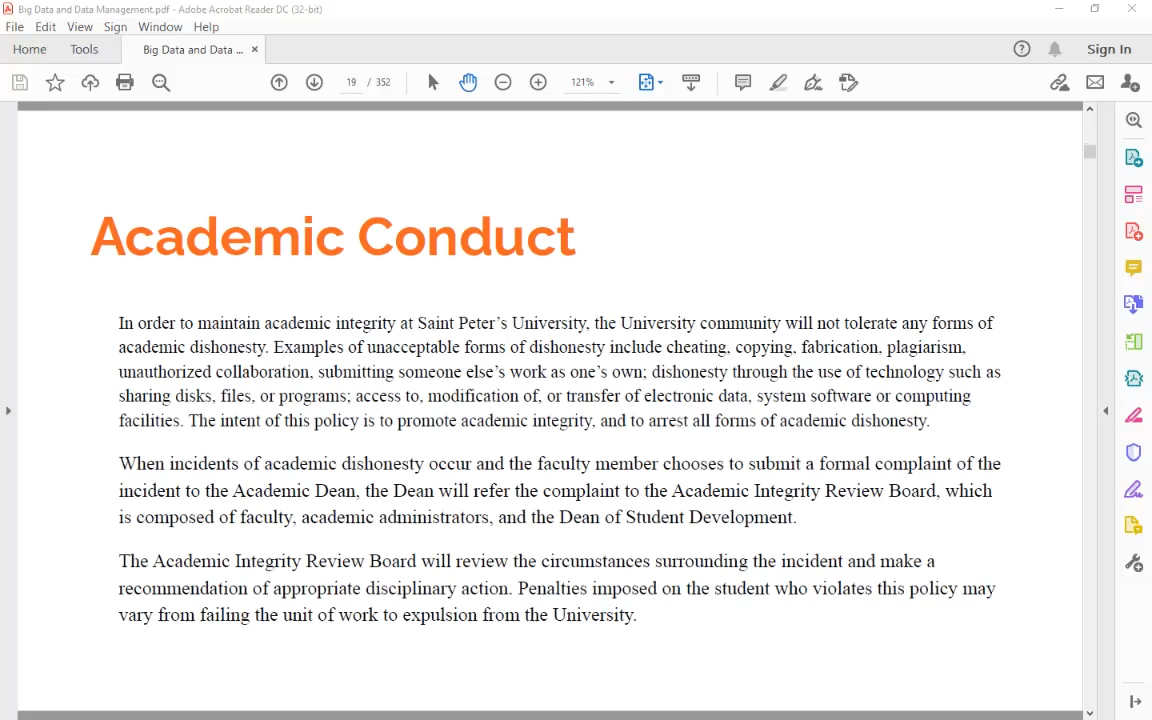 Big Data and Data Management.pdf - Adobe Acrobat Reader DC (32-bit)
File Edit View Sign Window Help
Home Tools Big Data and Data ... × Sign In
19 / 352 121%
Academic Conduct
In order to maintain academic integrity at Saint Peter’s University, the University community will not tolerate any forms of
academic dishonesty. Examples of unacceptable forms of dishonesty include cheating, copying, fabrication, plagiarism,
unauthorized collaboration, submitting someone else’s work as one’s own; dishonesty through the use of technology such as
sharing disks, files, or programs; access to, modification of, or transfer of electronic data, system software or computing
facilities. The intent of this policy is to promote academic integrity, and to arrest all forms of academic dishonesty.
When incidents of academic dishonesty occur and the faculty member chooses to submit a formal complaint of the
incident to the Academic Dean, the Dean will refer the complaint to the Academic Integrity Review Board, which
is composed of faculty, academic administrators, and the Dean of Student Development.
The Academic Integrity Review Board will review the circumstances surrounding the incident and make a
recommendation of appropriate disciplinary action. Penalties imposed on the student who violates this policy may
vary from failing the unit of work to expulsion from the University.